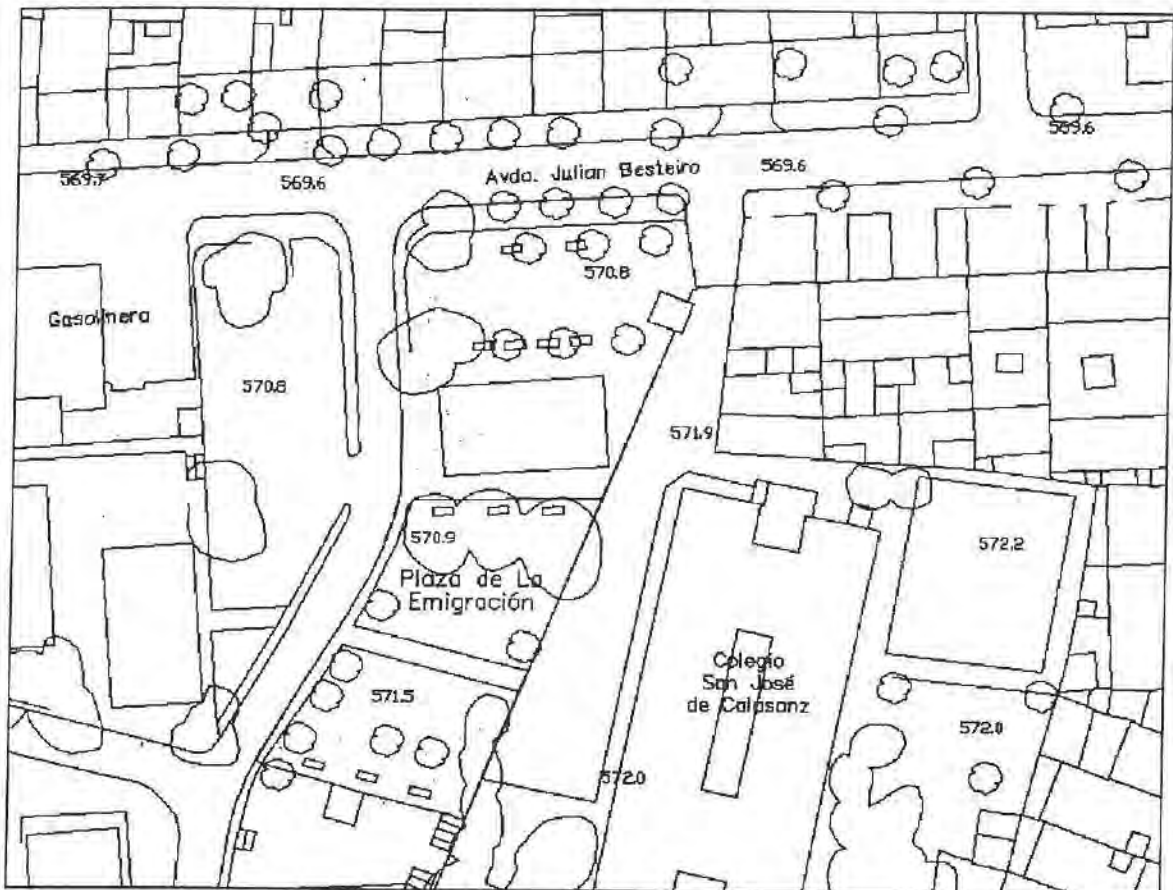 569.6
569.7
569.6
Avda. Julian Besteiro
569.6
570.8
Gasolinera
570.8
571.9
570.9
572.2
Plaza de La
Emigración
Colegio
San José
de Calasanz
571.5
572.0
572.0